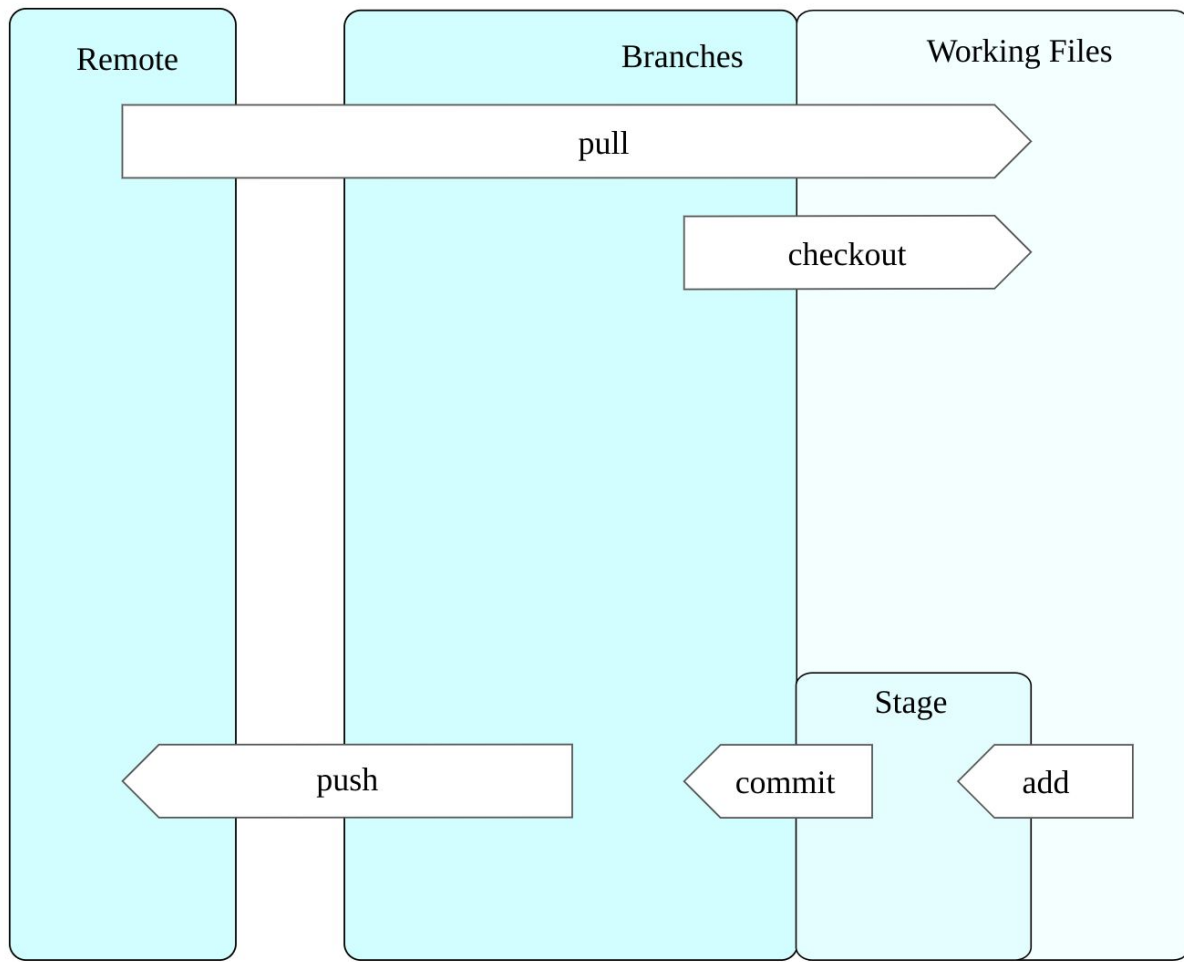 Remote
Branches
Working Files
pull
checkout
Stage
push
commit
add